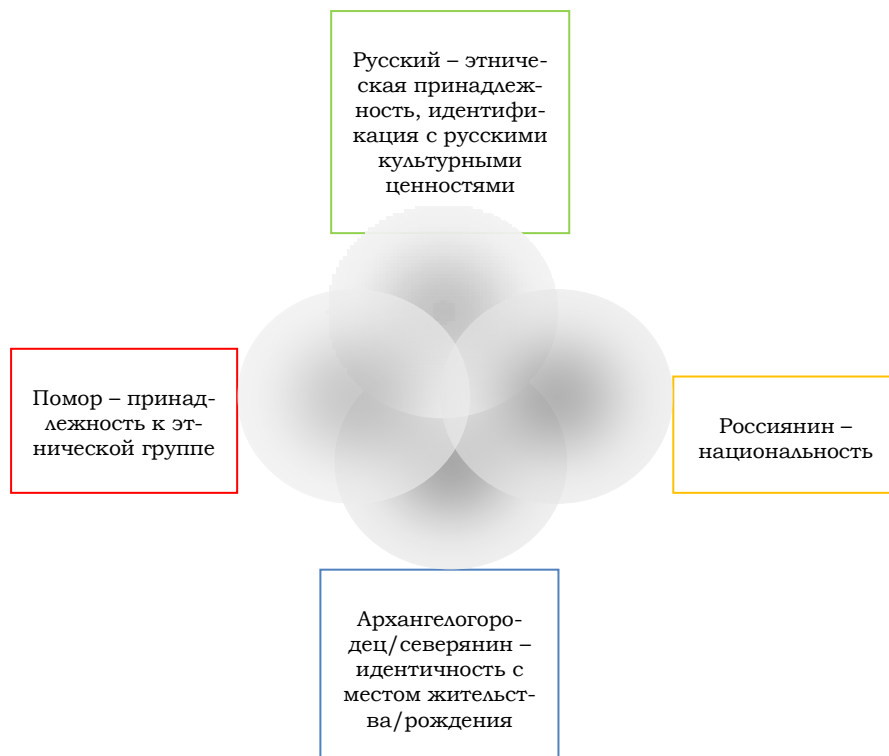 Русский – этниче-
ская принадлеж-
ность, идентифи-
кация с русскими
культурными
ценностями
Помор – принад-
лежность к эт-
нической группе
Россиянин –
национальность
Архангелогоро-
дец/северянин –
идентичность с
местом жительст-
ва/рождения